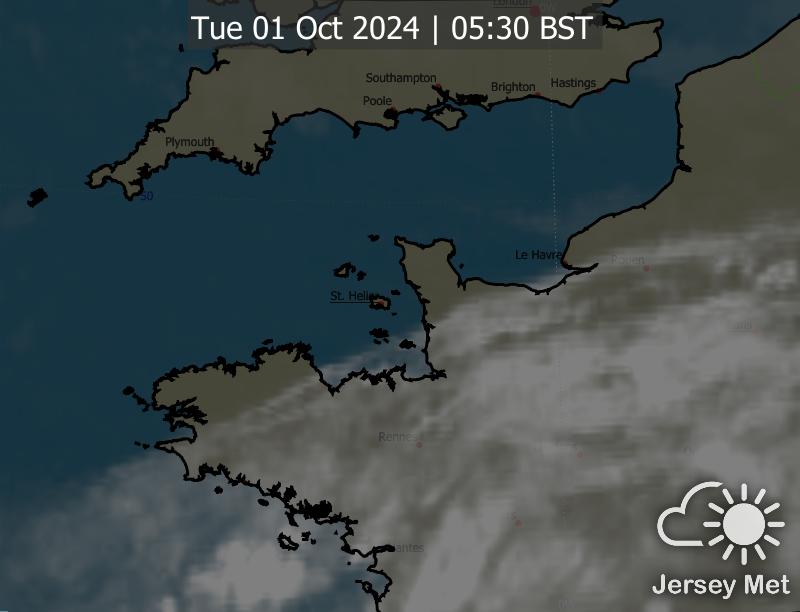 London
Tue 01 Oct 2024 | 05:30 BST
Southampton
Brighton
Hastings
Poole
Plymouth
50
Le Havre
Rouen
St. Helier
Rennes
Nantes
Jersey Met